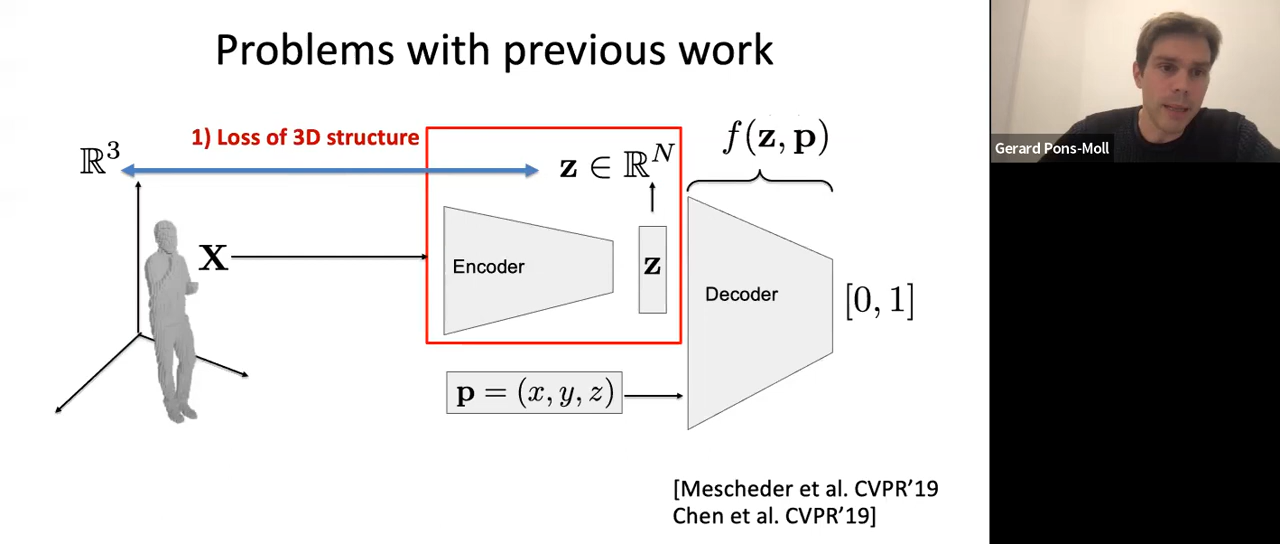 Problems with previous work
1) Loss of 3D structure
ℝ³
𝐳 ∈ ℝᴺ
f(𝐳, 𝐩)
𝐗
Encoder
𝐳
Decoder
[0, 1]
𝐩 = (x, y, z)
[Mescheder et al. CVPR’19
Chen et al. CVPR’19]
Gerard Pons-Moll